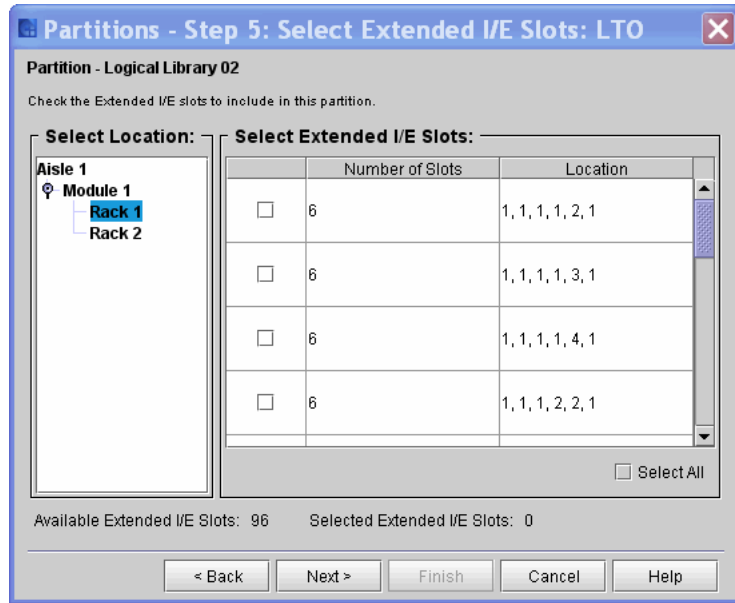 Partitions - Step 5: Select Extended I/E Slots: LTO
Partition - Logical Library 02
Check the Extended I/E slots to include in this partition.
Select Location:
Aisle 1
Module 1
Rack 1
Rack 2
Select Extended I/E Slots:
Number of Slots Location
6 1, 1, 1, 1, 2, 1
6 1, 1, 1, 1, 3, 1
6 1, 1, 1, 1, 4, 1
6 1, 1, 1, 2, 2, 1
Select All
Available Extended I/E Slots: 96 Selected Extended I/E Slots: 0
< Back Next > Finish Cancel Help